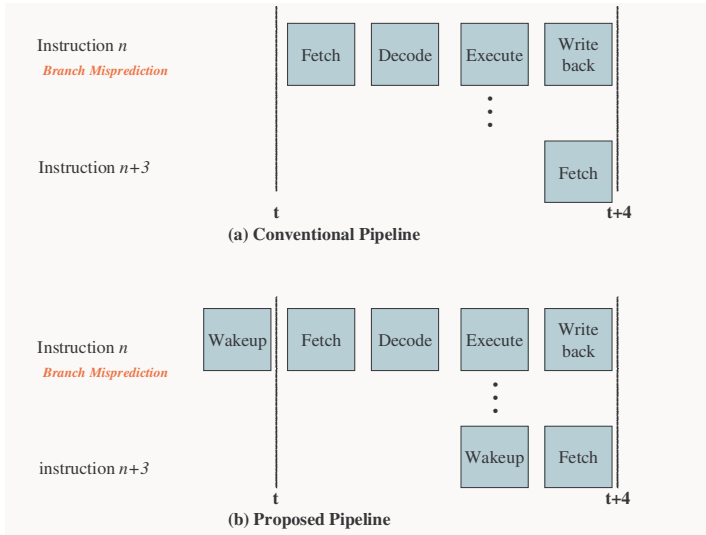 Instruction n
Branch Misprediction
Fetch
Decode
Execute
Write
back
Instruction n+3
Fetch
t
t+4
(a) Conventional Pipeline
Instruction n
Branch Misprediction
Wakeup
Fetch
Decode
Execute
Write
back
instruction n+3
Wakeup
Fetch
t
t+4
(b) Proposed Pipeline